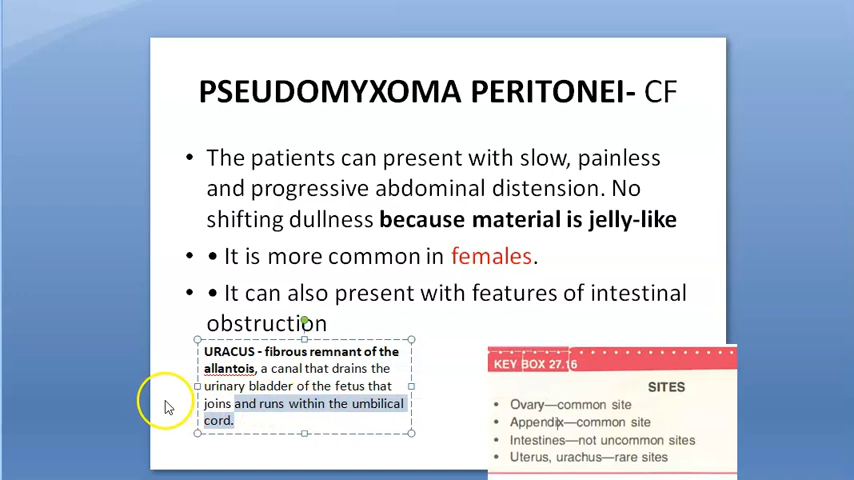 PSEUDOMYXOMA PERITONEI- CF
• The patients can present with slow, painless
and progressive abdominal distension. No
shifting dullness because material is jelly-like
• • It is more common in females.
• • It can also present with features of intestinal
obstruction
URACUS - fibrous remnant of the
allantois, a canal that drains the
urinary bladder of the fetus that
joins and runs within the umbilical
cord.
KEY BOX 27.16
SITES
• Ovary—common site
• Appendix—common site
• Intestines—not uncommon sites
• Uterus, urachus—rare sites